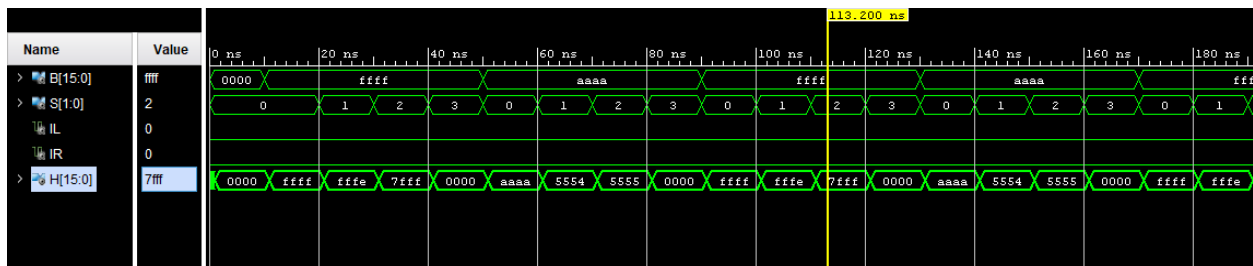 113.200 ns
Name Value 0 ns 20 ns 40 ns 60 ns 80 ns 100 ns 120 ns 140 ns 160 ns 180 ns
B[15:0] ffff 0000 ffff aaaa ffff aaaa fff
S[1:0] 2 0 1 2 3 0 1 2 3 0 1 2 3 0 1 2 3 0 1
IL 0
IR 0
H[15:0] 7fff 0000 ffff fffe 7fff 0000 aaaa 5554 5555 0000 ffff fffe 7fff 0000 aaaa 5554 5555 0000 ffff fffe